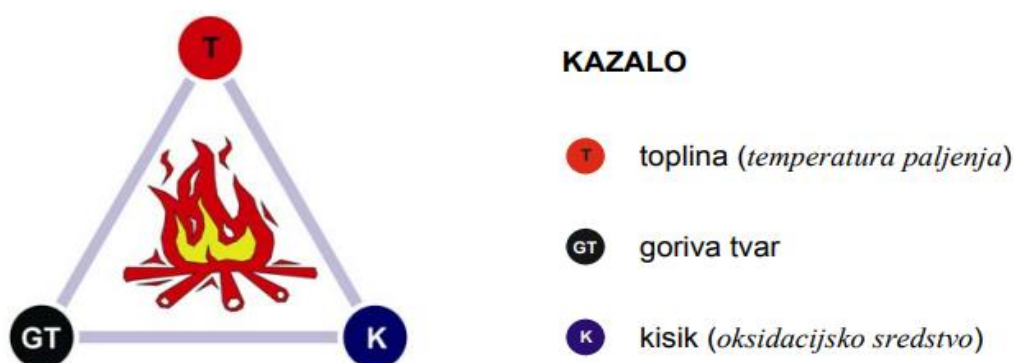 T
GT
K
KAZALO
T toplina (temperatura paljenja)
GT goriva tvar
K kisik (oksidacijsko sredstvo)